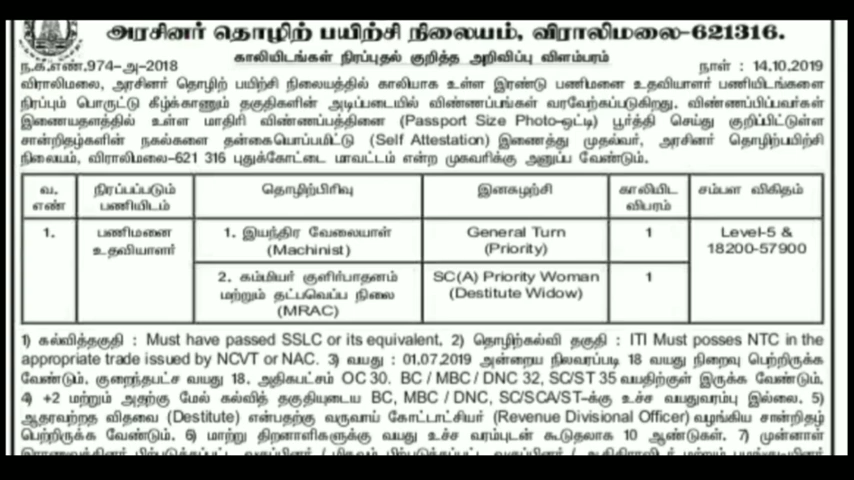 அரசினர் தொழிற் பயிற்சி நிலையம், விராலிமலை-621316.
காலியிடங்கள் நிரப்புதல் குறித்த அறிவிப்பு விளம்பரம்
ந.க.எண்.974-அ-2018 நாள் : 14.10.2019
விராலிமலை, அரசினர் தொழிற் பயிற்சி நிலையத்தில் காலியாக உள்ள இரண்டு பணிமனை உதவியாளர் பணியிடங்களை
நிரப்பும் பொருட்டு கீழ்க்காணும் தகுதிகளின் அடிப்படையில் விண்ணப்பங்கள் வரவேற்கப்படுகிறது. விண்ணப்பிப்பவர்கள்
இணையதளத்தில் உள்ள மாதிரி விண்ணப்பத்தினை (Passport Size Photo-ஒட்டி) பூர்த்தி செய்து குறிப்பிட்டுள்ள
சான்றிதழ்களின் நகல்களை தன்கையொப்பமிட்டு (Self Attestation) இணைத்து முதல்வர், அரசினர் தொழிற்பயிற்சி
நிலையம், விராலிமலை-621 316 புதுக்கோட்டை மாவட்டம் என்ற முகவரிக்கு அனுப்ப வேண்டும்.
வ. எண் நிரப்பப்படும் பணியிடம் தொழிற்பிரிவு இனசுழற்சி காலியிட விபரம் சம்பள விகிதம்
1. பணிமனை உதவியாளர் 1. இயந்திர வேலையாள் (Machinist) General Turn (Priority) 1 Level-5 & 18200-57900
2. கம்மியர் குளிர்பாதனம் மற்றும் தட்பவெப்ப நிலை (MRAC) SC(A) Priority Woman (Destitute Widow) 1
1) கல்வித்தகுதி : Must have passed SSLC or its equivalent, 2) தொழிற்கல்வி தகுதி : ITI Must posses NTC in the
appropriate trade issued by NCVT or NAC. 3) வயது : 01.07.2019 அன்றைய நிலவரப்படி 18 வயது நிறைவு பெற்றிருக்க
வேண்டும். குறைந்தபட்ச வயது 18. அதிகபட்சம் OC 30. BC / MBC / DNC 32, SC/ST 35 வயதிற்குள் இருக்க வேண்டும்.
4) +2 மற்றும் அதற்கு மேல் கல்வித் தகுதியுடைய BC, MBC / DNC, SC/SCA/ST-க்கு உச்ச வயதுவரம்பு இல்லை. 5)
ஆதரவற்றத விதவை (Destitute) என்பதற்கு வருவாய் கோட்டாட்சியர் (Revenue Divisional Officer) வழங்கிய சான்றிதழ்
பெற்றிருக்க வேண்டும். 6) மாற்று திறனாளிகளுக்கு வயது உச்ச வரம்புடன் கூடுதலாக 10 ஆண்டுகள். 7) முன்னாள்